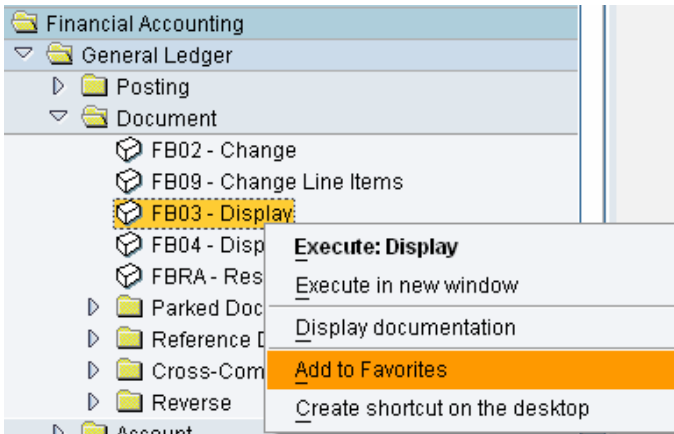 Financial Accounting
General Ledger
Posting
Document
FB02 - Change
FB09 - Change Line Items
FB03 - Display
FB04 - Disp
FBRA - Res
Parked Doc
Reference D
Cross-Com
Reverse
Account
Execute: Display
Execute in new window
Display documentation
Add to Favorites
Create shortcut on the desktop